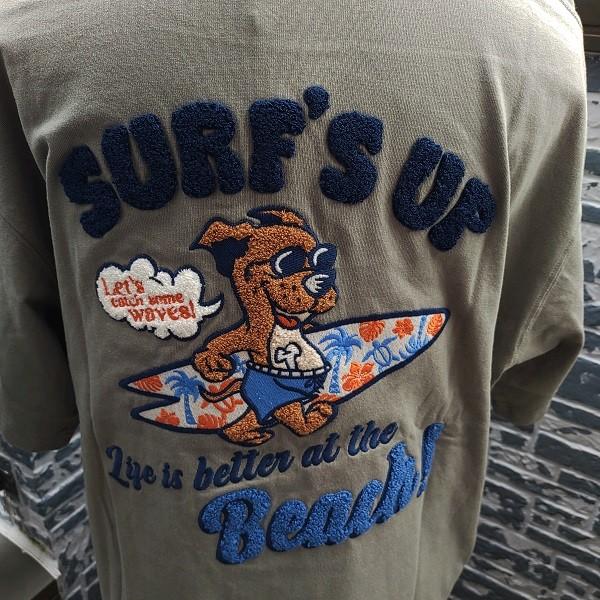 SURF'S UP
Let's
catch some
waves!
Life is better at the
Beach!